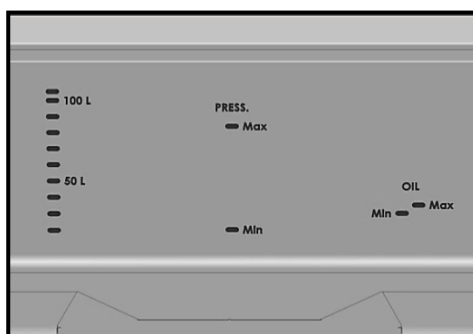 100 L
50 L
PRESS.
Max
Min
OIL
Min
Max